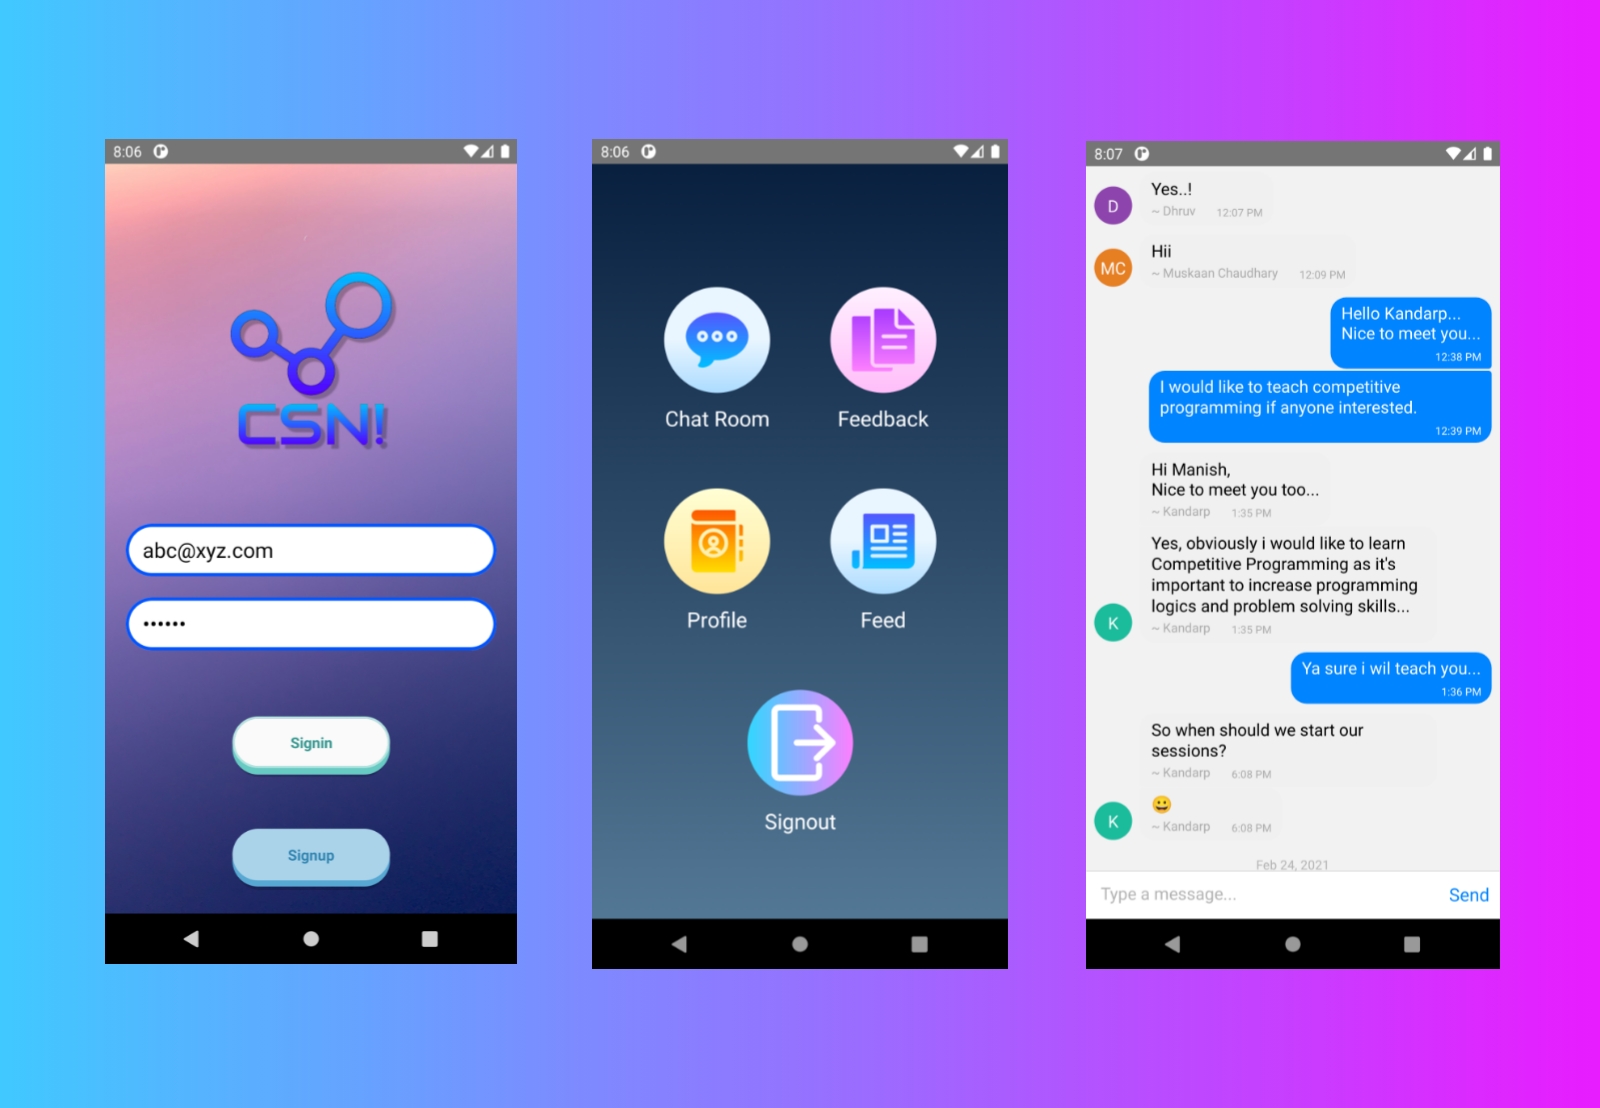 8:06
CSN!
abc@xyz.com
••••••
Signin
Signup
8:06
Chat Room
Feedback
Profile
Feed
Signout
8:07
D
Yes..!
~ Dhruv 12:07 PM
MC
Hii
~ Muskaan Chaudhary 12:09 PM
Hello Kandarp...
Nice to meet you...
12:38 PM
I would like to teach competitive
programming if anyone interested.
12:39 PM
Hi Manish,
Nice to meet you too...
~ Kandarp 1:35 PM
Yes, obviously i would like to learn
Competitive Programming as it's
important to increase programming
logics and problem solving skills...
K
~ Kandarp 1:35 PM
Ya sure i wil teach you...
1:36 PM
So when should we start our
sessions?
~ Kandarp 6:08 PM
😀
K
~ Kandarp 6:08 PM
Feb 24, 2021
Type a message... Send